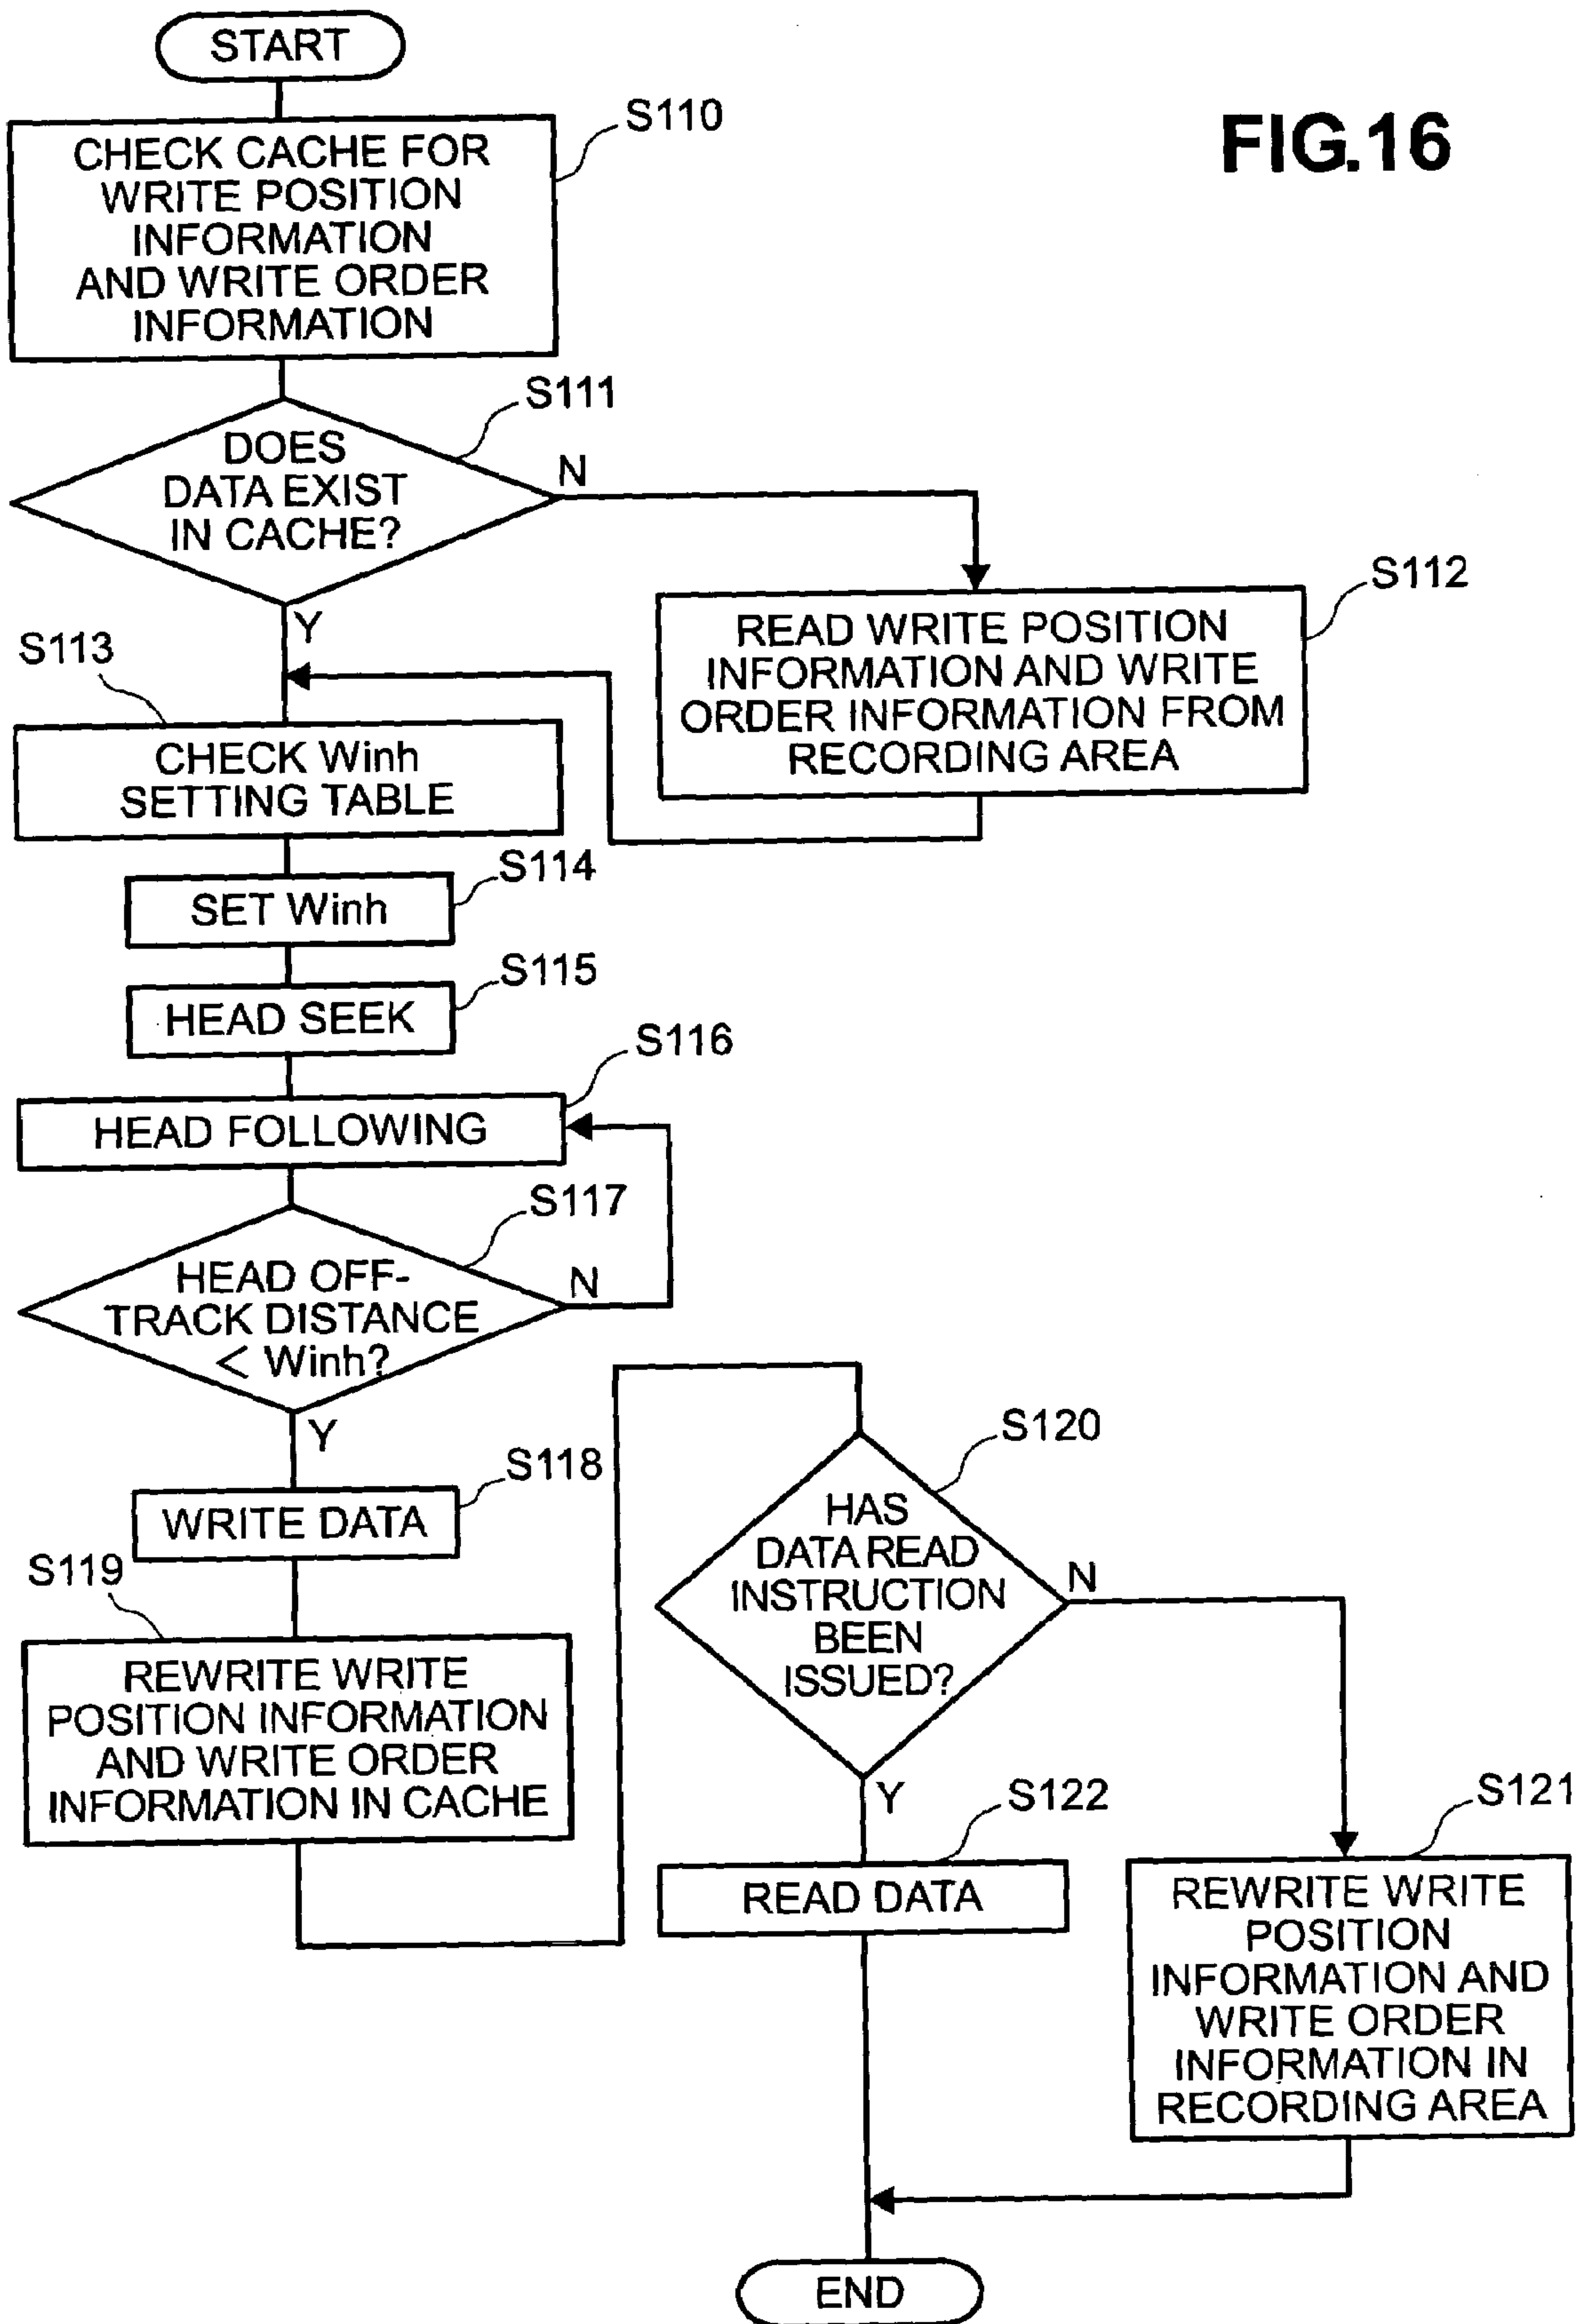 START
FIG.16
S110
CHECK CACHE FOR
WRITE POSITION
INFORMATION
AND WRITE ORDER
INFORMATION
S111
DOES
DATA EXIST
IN CACHE?
N
Y
S112
READ WRITE POSITION
INFORMATION AND WRITE
ORDER INFORMATION FROM
RECORDING AREA
S113
CHECK Winh
SETTING TABLE
S114
SET Winh
S115
HEAD SEEK
S116
HEAD FOLLOWING
S117
HEAD OFF-
TRACK DISTANCE
< Winh?
N
Y
S118
WRITE DATA
S119
REWRITE WRITE
POSITION INFORMATION
AND WRITE ORDER
INFORMATION IN CACHE
S120
HAS
DATA READ
INSTRUCTION
BEEN
ISSUED?
N
Y
S122
READ DATA
S121
REWRITE WRITE
POSITION
INFORMATION AND
WRITE ORDER
INFORMATION IN
RECORDING AREA
END